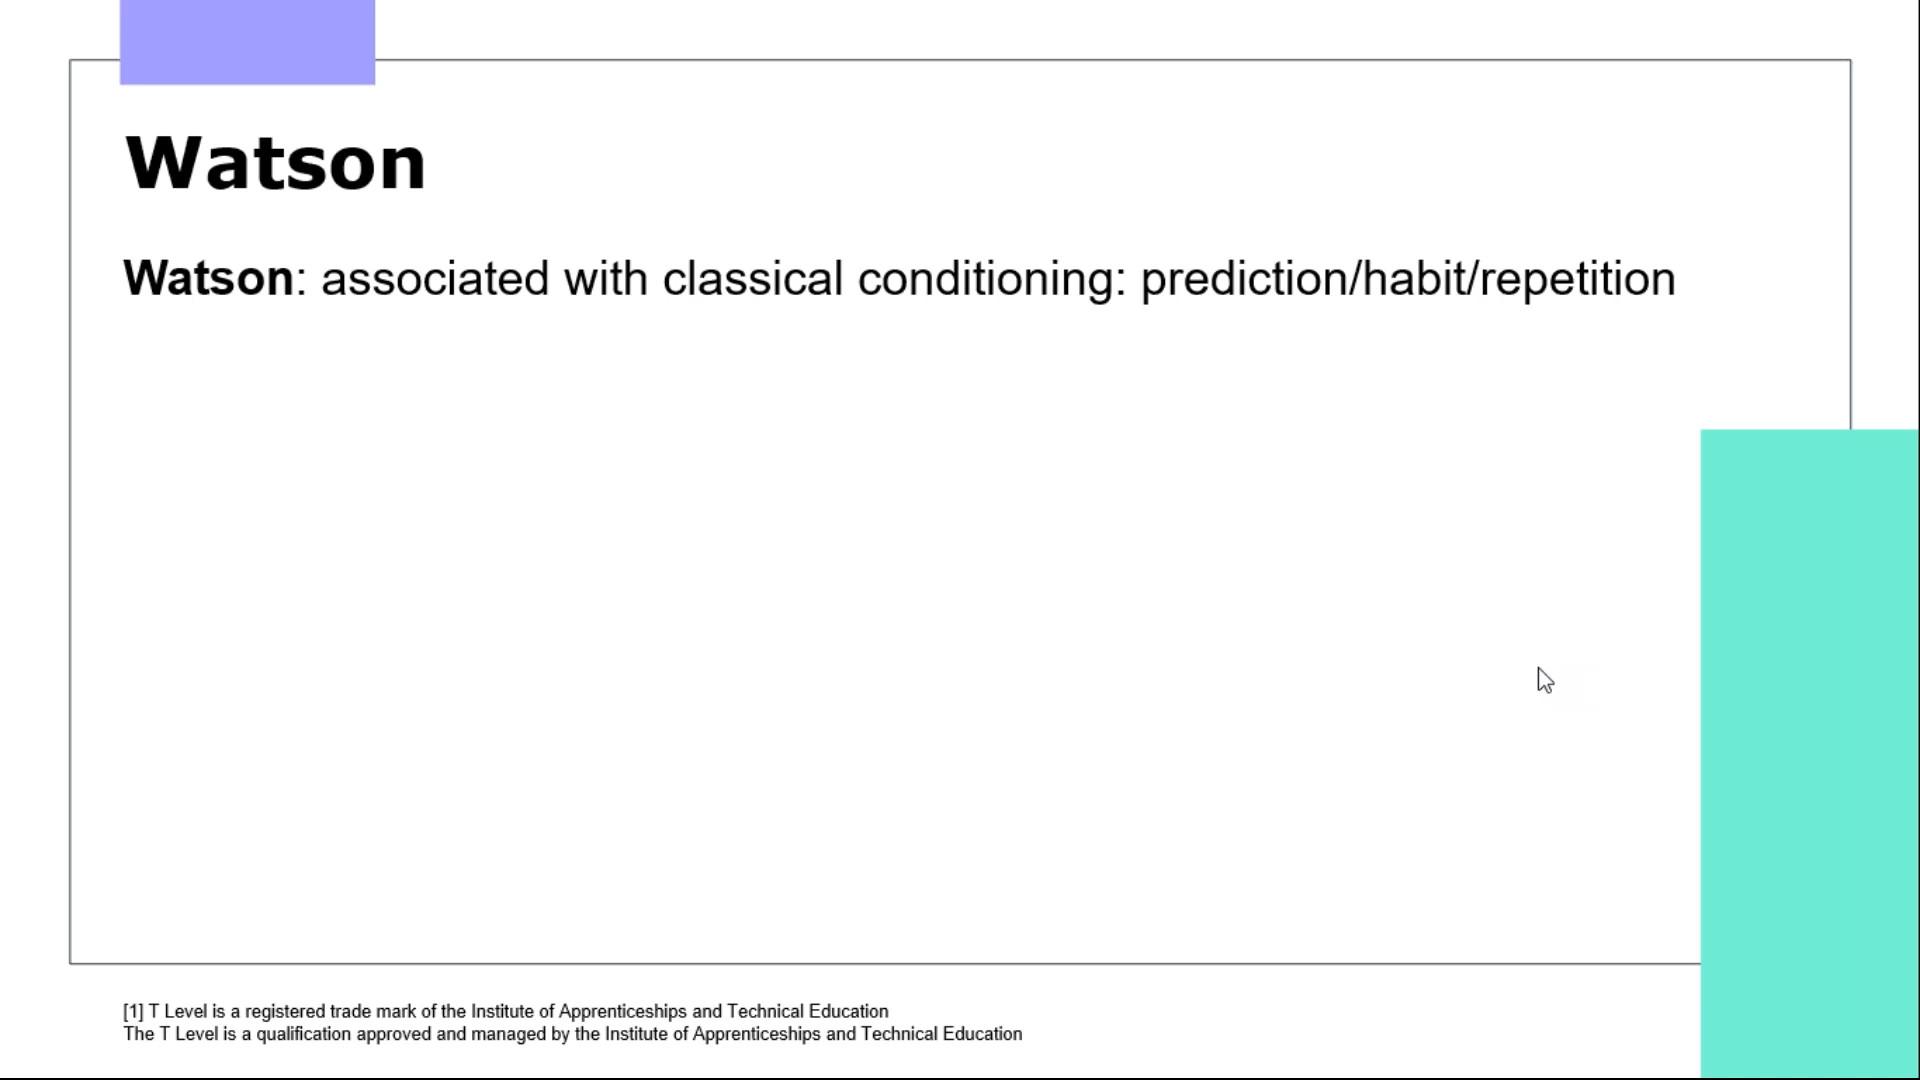 Watson
Watson: associated with classical conditioning: prediction/habit/repetition
[1] T Level is a registered trade mark of the Institute of Apprenticeships and Technical Education
The T Level is a qualification approved and managed by the Institute of Apprenticeships and Technical Education